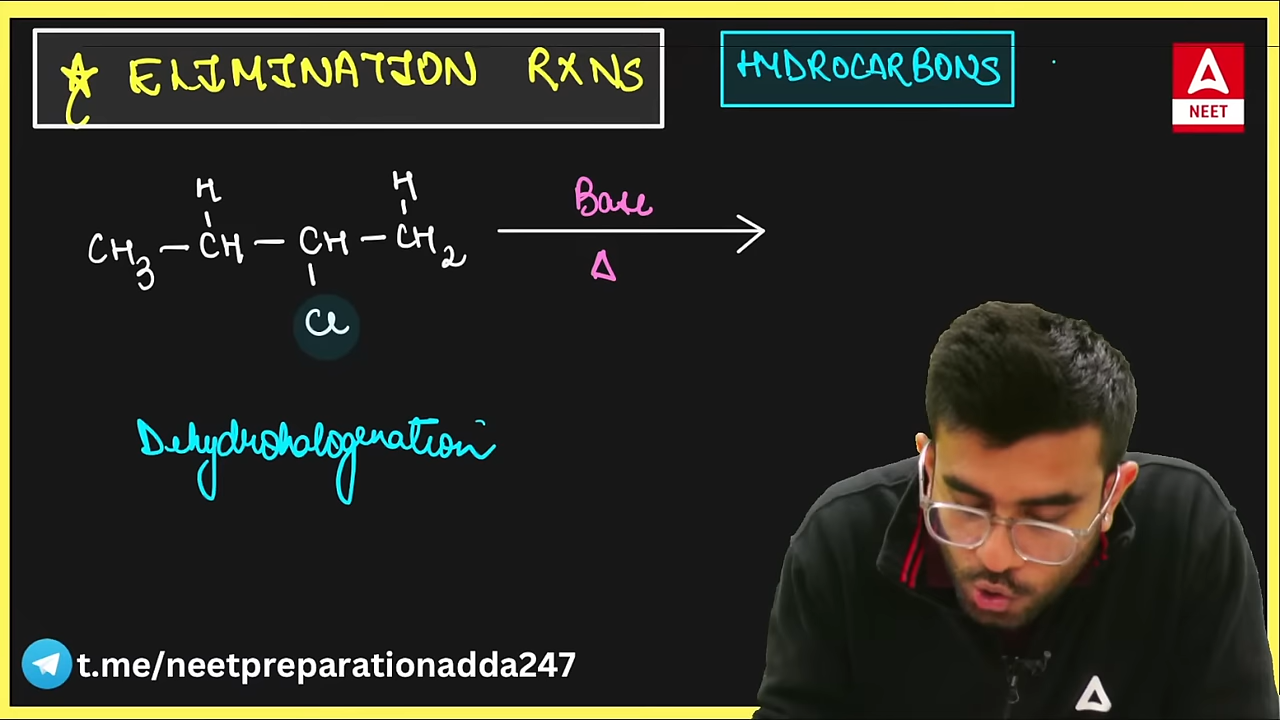 ELIMINATION RXNS
HYDROCARBONS
NEET
H H
CH3 - CH - CH - CH2
Cl
Base
Δ
Dehydrohalogenation
t.me/neetpreparationadda247